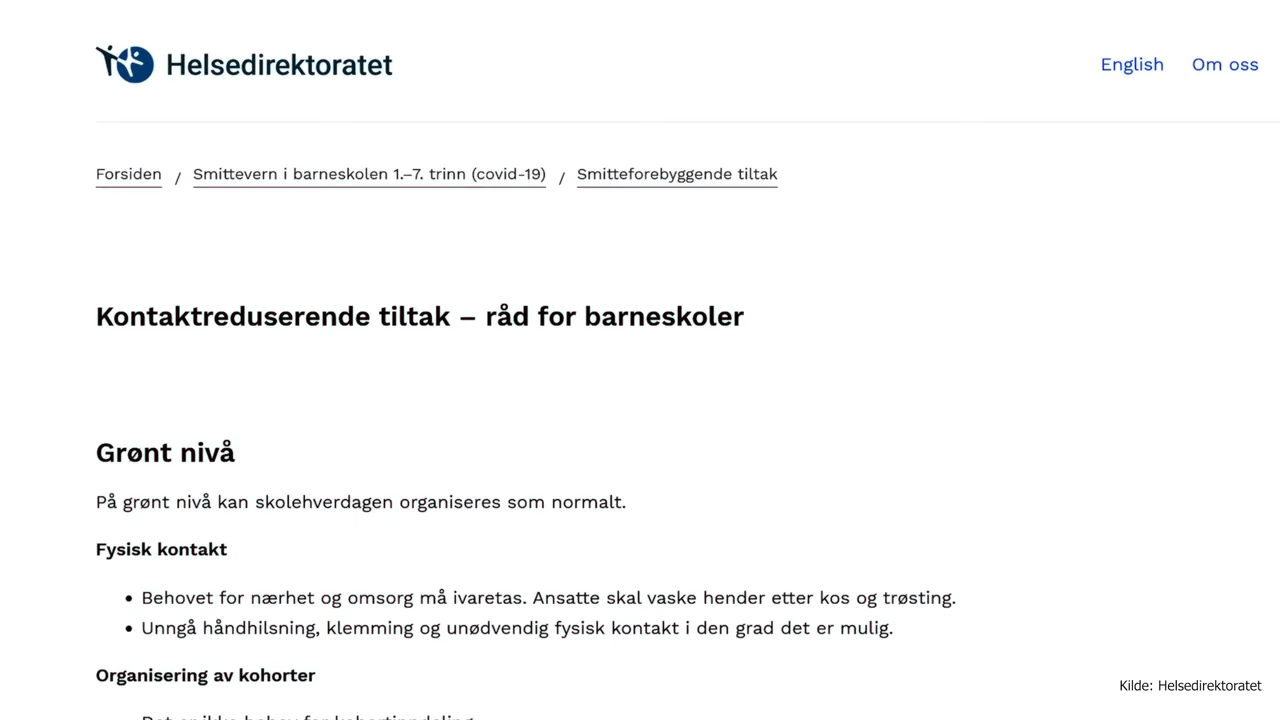 Helsedirektoratet
English Om oss
Forsiden / Smittevern i barneskolen 1.–7. trinn (covid-19) / Smitteforebyggende tiltak
Kontaktreduserende tiltak – råd for barneskoler
Grønt nivå
På grønt nivå kan skolehverdagen organiseres som normalt.
Fysisk kontakt
• Behovet for nærhet og omsorg må ivaretas. Ansatte skal vaske hender etter kos og trøsting.
• Unngå håndhilsning, klemming og unødvendig fysisk kontakt i den grad det er mulig.
Organisering av kohorter
Kilde: Helsedirektoratet